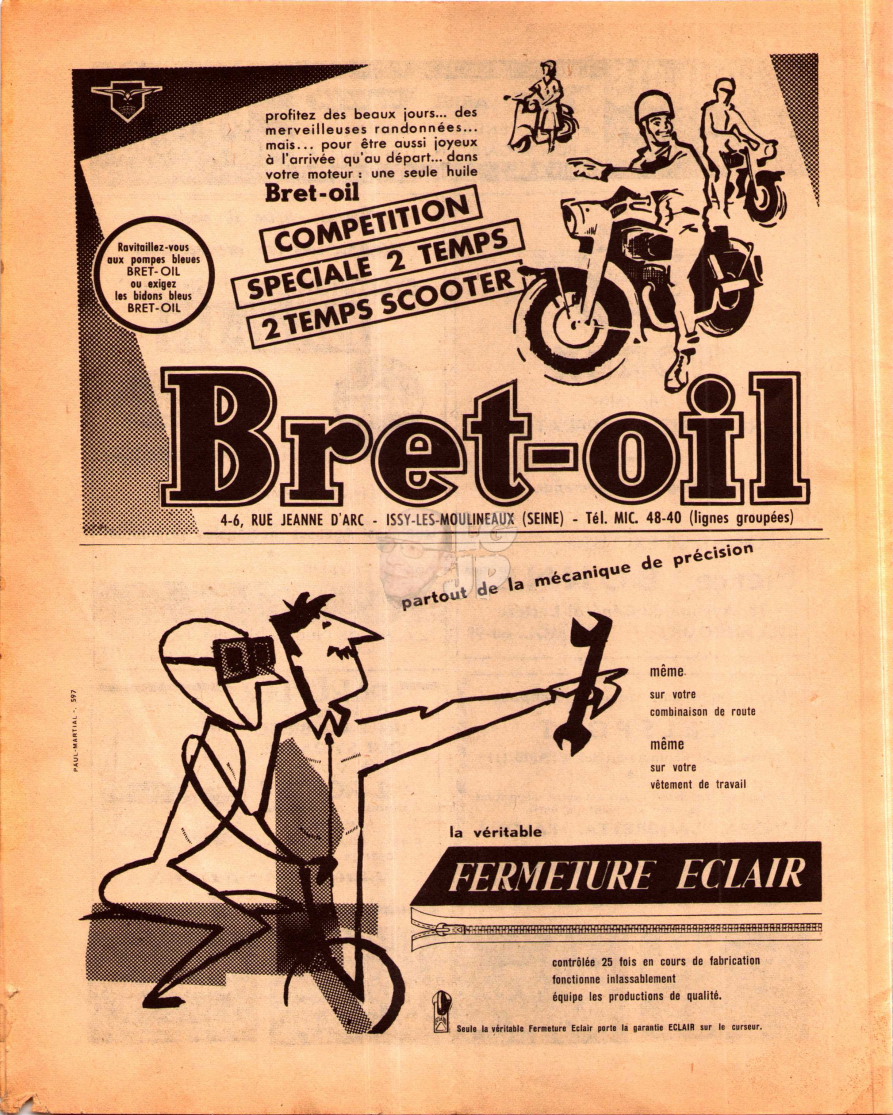 profitez des beaux jours... des
merveilleuses randonnées...
mais... pour être aussi joyeux
à l'arrivée qu'au départ... dans
votre moteur : une seule huile
Bret-oil
COMPETITION
SPECIALE 2 TEMPS
2 TEMPS SCOOTER
Ravitaillez-vous
aux pompes bleues
BRET-OIL
ou exigez
les bidons bleus
BRET-OIL
Bret-oil
4-6, RUE JEANNE D'ARC - ISSY-LES-MOULINEAUX (SEINE) - Tél. MIC. 48-40 (lignes groupées)
partout de la mécanique de précision
même
sur votre
combinaison de route
même
sur votre
vêtement de travail
PAUL-MARTIAL - 597
la véritable
FERMETURE ECLAIR
contrôlée 25 fois en cours de fabrication
fonctionne inlassablement
équipe les productions de qualité.
Seule la véritable Fermeture Eclair porte la garantie ECLAIR sur le curseur.